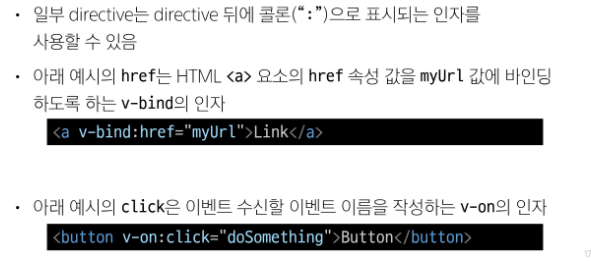 • 일부 directive는 directive 뒤에 콜론(“:”)으로 표시되는 인자를
사용할 수 있음
• 아래 예시의 href는 HTML <a> 요소의 href 속성 값을 myUrl 값에 바인딩
하도록 하는 v-bind의 인자
<a v-bind:href="myUrl">Link</a>
• 아래 예시의 click은 이벤트 수신할 이벤트 이름을 작성하는 v-on의 인자
<button v-on:click="doSomething">Button</button>
17